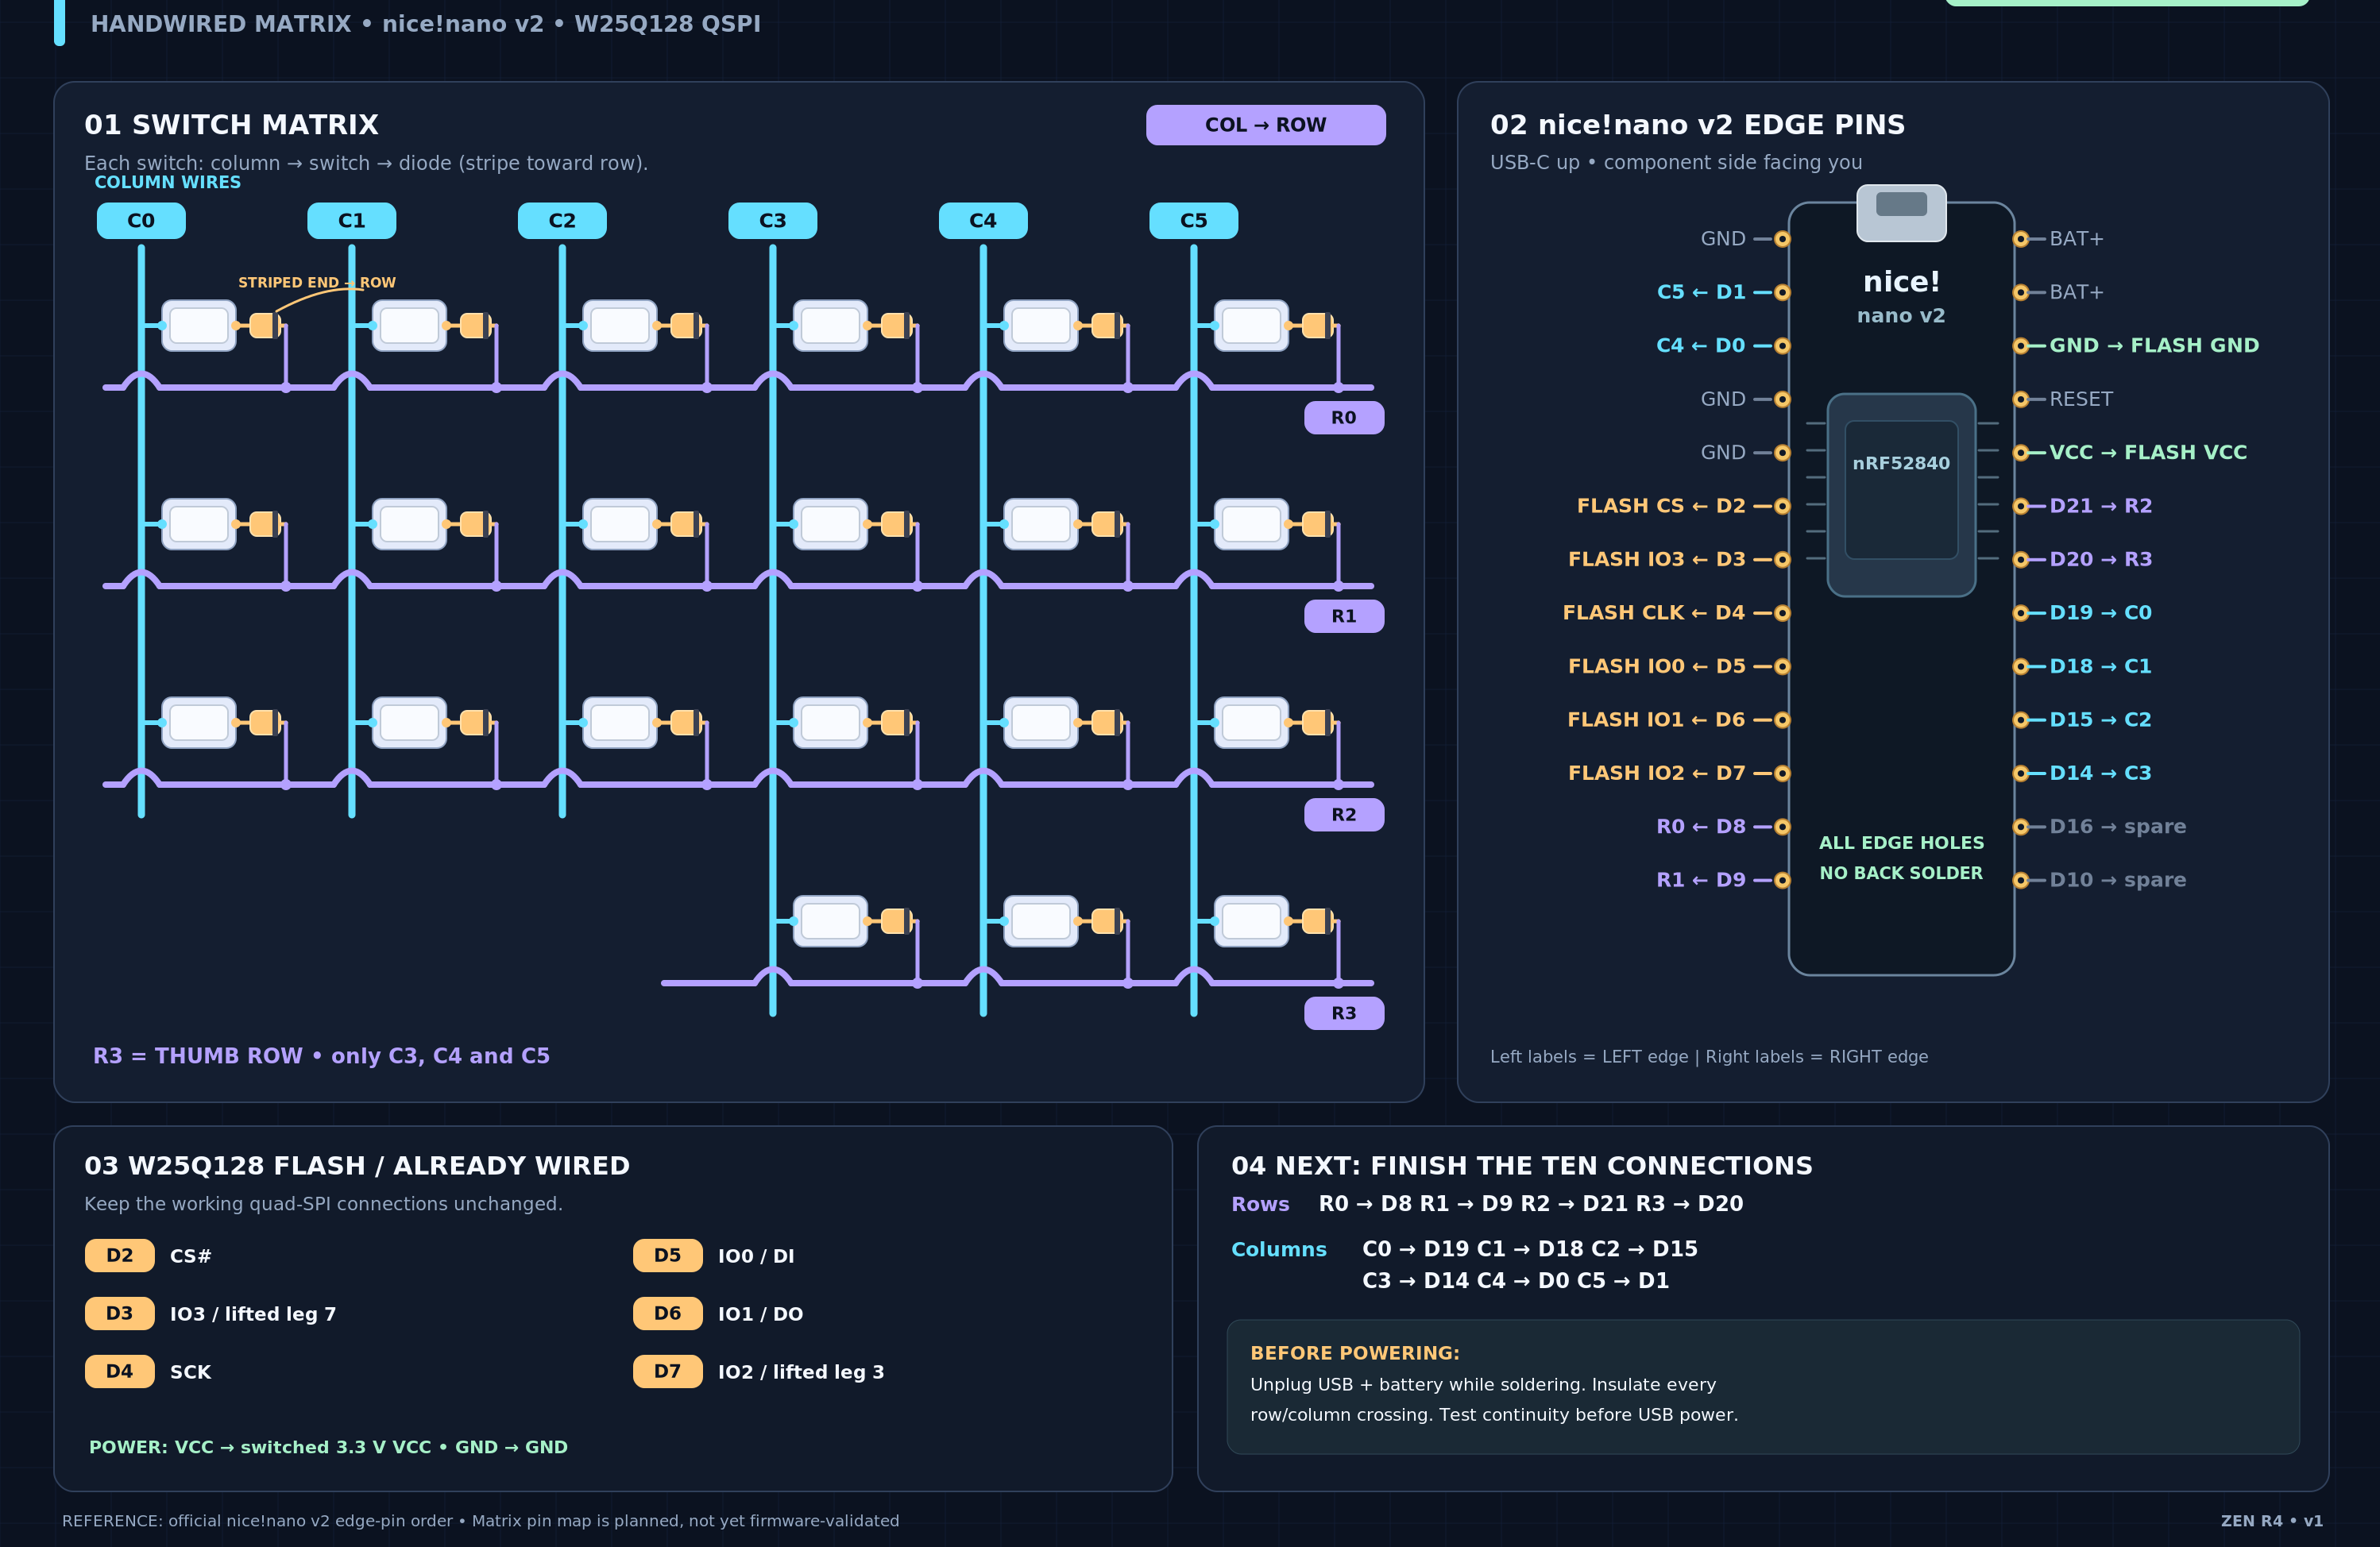 HANDWIRED MATRIX • nice!nano v2 • W25Q128 QSPI
01 SWITCH MATRIX
COL → ROW
Each switch: column → switch → diode (stripe toward row).
COLUMN WIRES
C0 C1 C2 C3 C4 C5
STRIPED END → ROW
R0
R1
R2
R3
R3 = THUMB ROW • only C3, C4 and C5
02 nice!nano v2 EDGE PINS
USB-C up • component side facing you
nice!
nano v2
nRF52840
ALL EDGE HOLES
NO BACK SOLDER
GND
C5 ← D1
C4 ← D0
GND
GND
FLASH CS ← D2
FLASH IO3 ← D3
FLASH CLK ← D4
FLASH IO0 ← D5
FLASH IO1 ← D6
FLASH IO2 ← D7
R0 ← D8
R1 ← D9
BAT+
BAT+
GND → FLASH GND
RESET
VCC → FLASH VCC
D21 → R2
D20 → R3
D19 → C0
D18 → C1
D15 → C2
D14 → C3
D16 → spare
D10 → spare
Left labels = LEFT edge | Right labels = RIGHT edge
03 W25Q128 FLASH / ALREADY WIRED
Keep the working quad-SPI connections unchanged.
D2 CS#
D3 IO3 / lifted leg 7
D4 SCK
D5 IO0 / DI
D6 IO1 / DO
D7 IO2 / lifted leg 3
POWER: VCC → switched 3.3 V VCC • GND → GND
04 NEXT: FINISH THE TEN CONNECTIONS
Rows R0 → D8 R1 → D9 R2 → D21 R3 → D20
Columns C0 → D19 C1 → D18 C2 → D15
C3 → D14 C4 → D0 C5 → D1
BEFORE POWERING:
Unplug USB + battery while soldering. Insulate every
row/column crossing. Test continuity before USB power.
REFERENCE: official nice!nano v2 edge-pin order • Matrix pin map is planned, not yet firmware-validated
ZEN R4 • v1